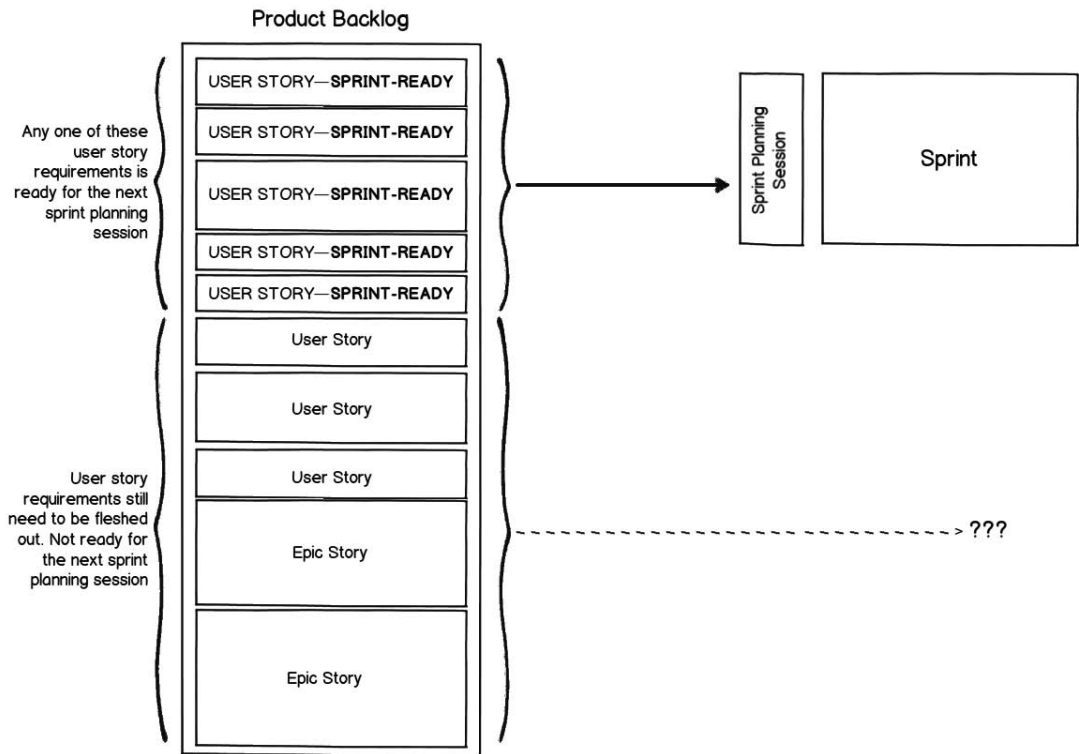 Product Backlog
USER STORY—SPRINT-READY
USER STORY—SPRINT-READY
USER STORY—SPRINT-READY
USER STORY—SPRINT-READY
USER STORY—SPRINT-READY
User Story
User Story
User Story
Epic Story
Epic Story
Any one of these
user story
requirements is
ready for the next
sprint planning
session
User story
requirements still
need to be fleshed
out. Not ready for
the next sprint
planning session
Sprint Planning
Session
Sprint
???